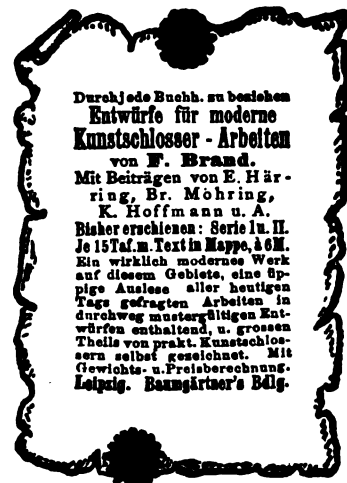 Durch jede Buchh. zu beziehen
Entwürfe für moderne
Kunstschlosser-Arbeiten
von F. Brand.
Mit Beiträgen von E. Här-
ring, Br. Möhring,
K. Hoffmann u. A.
Bisher erschienen: Serie I u. II.
Je 15 Taf. m. Text in Mappe, à 6 M.
Ein wirklich modernes Werk
auf diesem Gebiete, eine üp-
pige Auslese aller heutigen
Tags gefragten Arbeiten in
durchweg mustergültigen Ent-
würfen enthaltend, u. grossen
Theils von prakt. Kunstschlos-
sern selbst gezeichnet. Mit
Gewichts- u. Preisberechnung.
Leipzig. Baumgärtner's Bdlg.